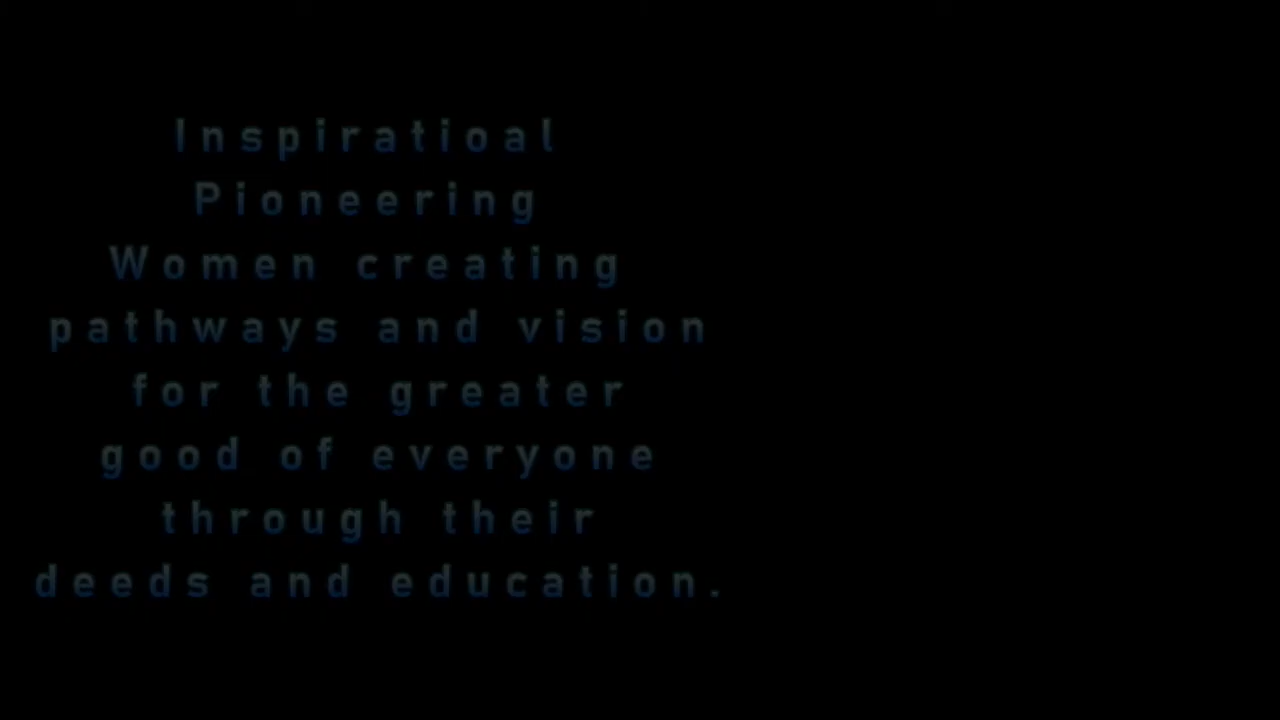 Inspiratioal
Pioneering
Women creating
pathways and vision
for the greater
good of everyone
through their
deeds and education.